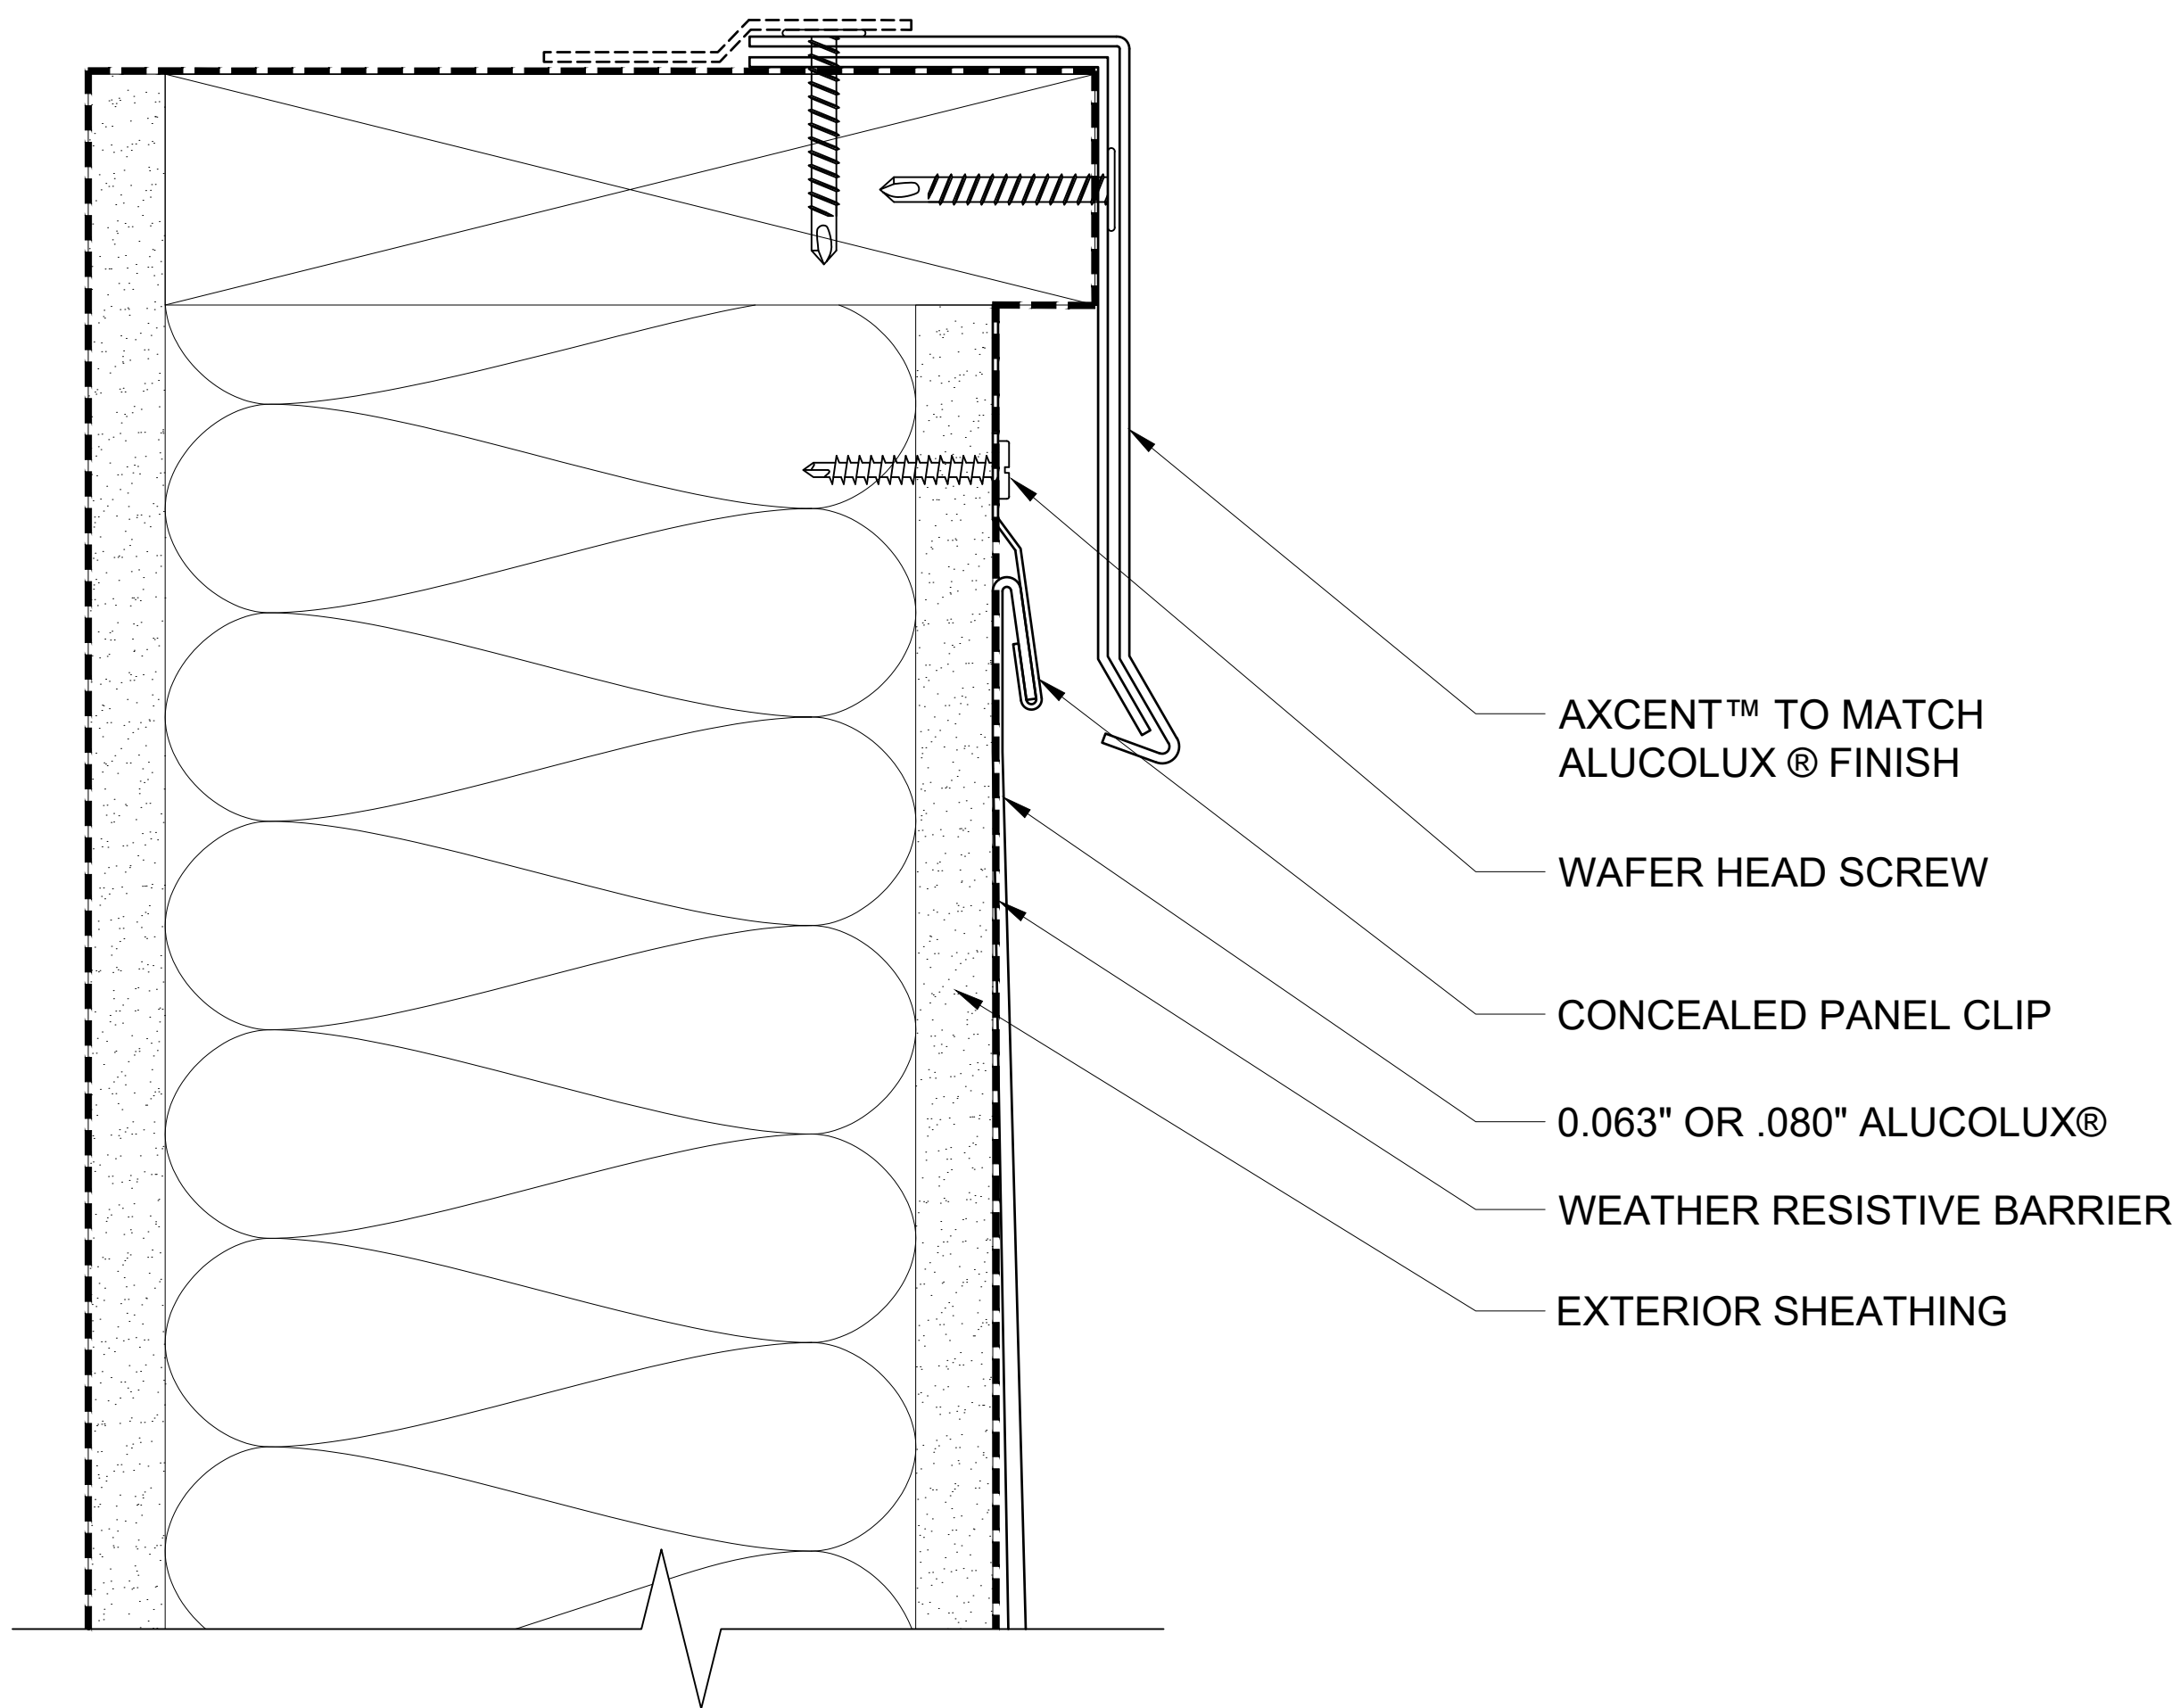 AXCENT™ TO MATCH
ALUCOLUX ® FINISH
WAFER HEAD SCREW
CONCEALED PANEL CLIP
0.063" OR .080" ALUCOLUX®
WEATHER RESISTIVE BARRIER
EXTERIOR SHEATHING